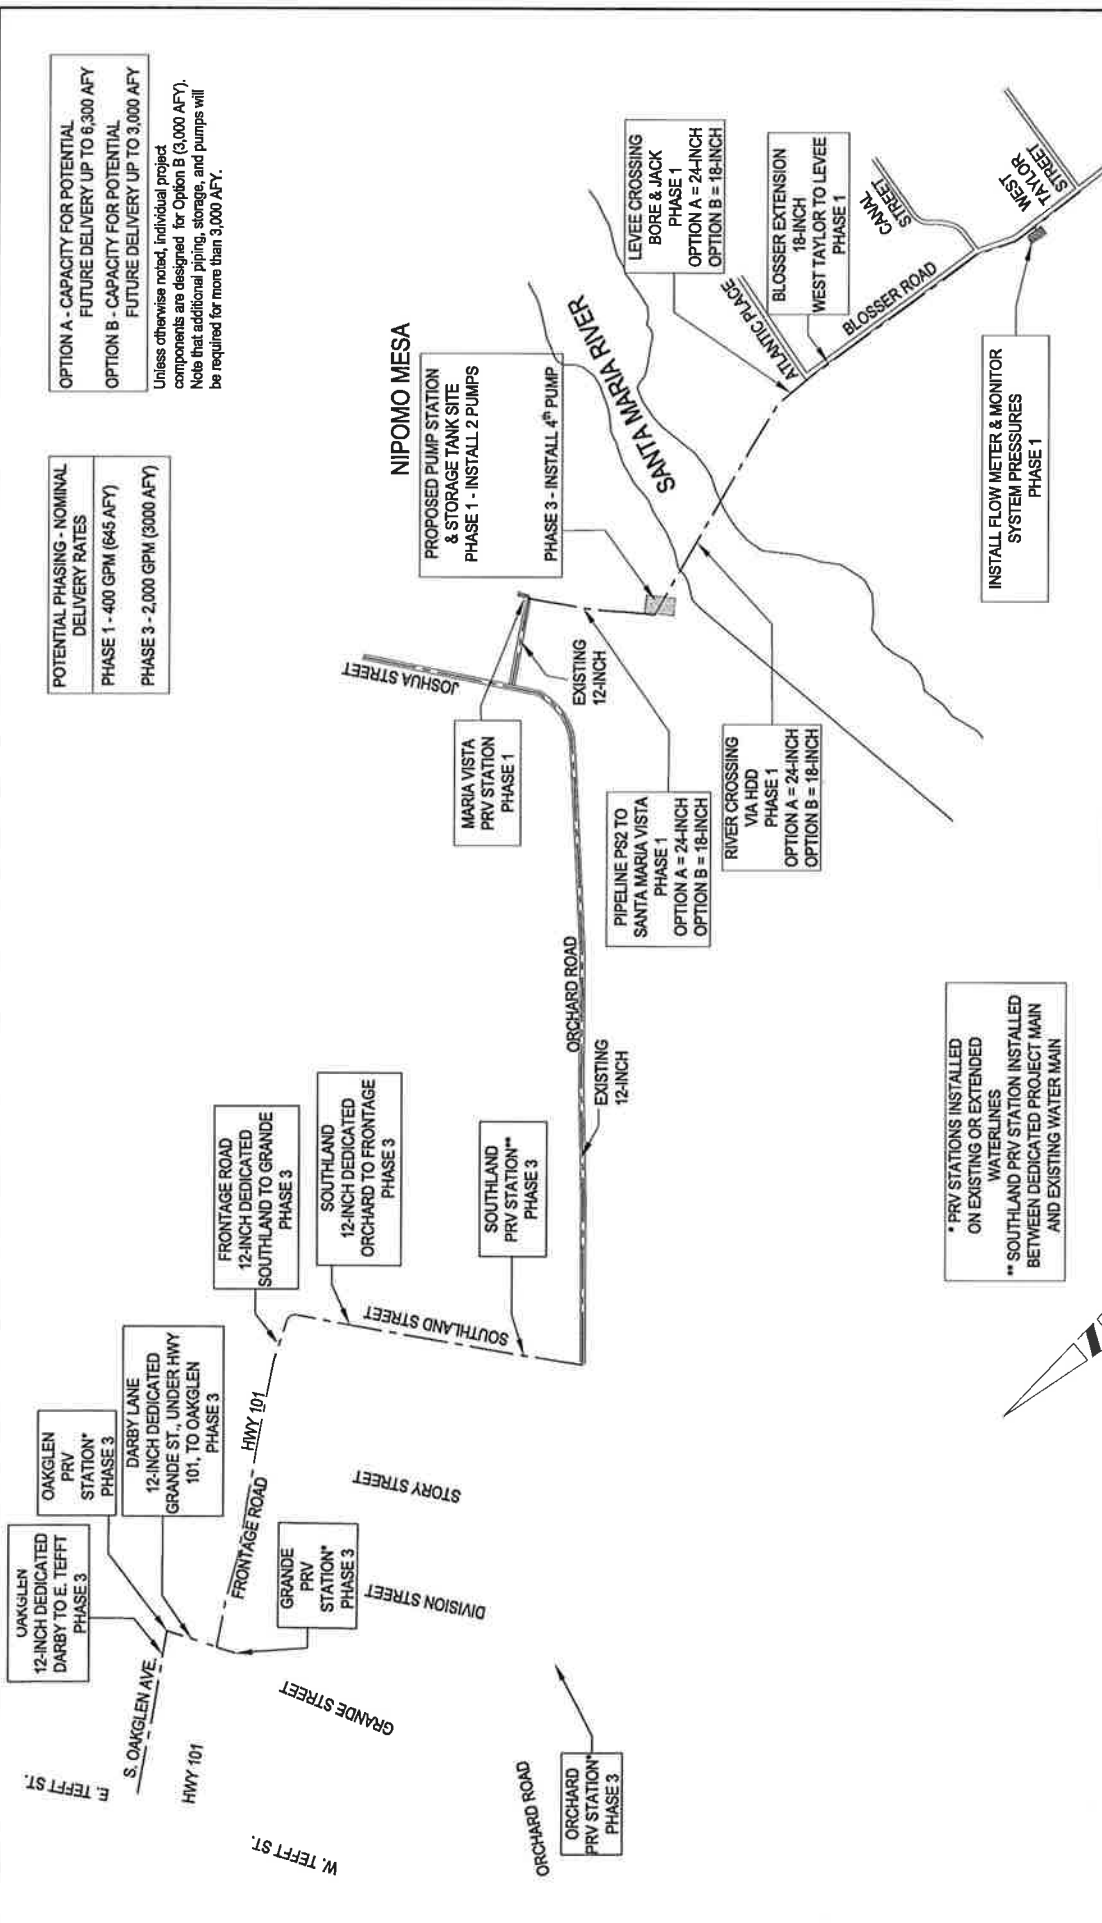 OAKGLEN
12-INCH DEDICATED
DARBY TO E. TEFFT
PHASE 3
OAKGLEN
PRV
STATION*
PHASE 3
DARBY LANE
12-INCH DEDICATED
GRANDE ST., UNDER HWY
101, TO OAKGLEN
PHASE 3
FRONTAGE ROAD
12-INCH DEDICATED
SOUTHLAND TO GRANDE
PHASE 3
SOUTHLAND
12-INCH DEDICATED
ORCHARD TO FRONTAGE
PHASE 3
SOUTHLAND
PRV STATION**
PHASE 3
GRANDE
PRV
STATION*
PHASE 3
ORCHARD
PRV STATION*
PHASE 3
E. TEFFT ST.
S. OAKGLEN AVE.
HWY 101
W. TEFFT ST.
GRANDE STREET
DIVISION STREET
STORY STREET
FRONTAGE ROAD
HWY 101
SOUTHLAND STREET
ORCHARD ROAD
ORCHARD ROAD
EXISTING
12-INCH
POTENTIAL PHASING - NOMINAL
DELIVERY RATES
PHASE 1 - 400 GPM (645 AFY)
PHASE 3 - 2,000 GPM (3000 AFY)
OPTION A - CAPACITY FOR POTENTIAL
FUTURE DELIVERY UP TO 6,300 AFY
OPTION B - CAPACITY FOR POTENTIAL
FUTURE DELIVERY UP TO 3,000 AFY
Unless otherwise noted, individual project
components are designed for Option B (3,000 AFY).
Note that additional piping, storage, and pumps will
be required for more than 3,000 AFY.
NIPOMO MESA
PROPOSED PUMP STATION
& STORAGE TANK SITE
PHASE 1 - INSTALL 2 PUMPS
PHASE 3 - INSTALL 4th PUMP
JOSHUA STREET
MARIA VISTA
PRV STATION
PHASE 1
EXISTING
12-INCH
PIPELINE PS2 TO
SANTA MARIA VISTA
PHASE 1
OPTION A = 24-INCH
OPTION B = 18-INCH
RIVER CROSSING
VIA HDD
PHASE 1
OPTION A = 24-INCH
OPTION B = 18-INCH
SANTA MARIA RIVER
LEVEE CROSSING
BORE & JACK
PHASE 1
OPTION A = 24-INCH
OPTION B = 18-INCH
BLOSSER EXTENSION
18-INCH
WEST TAYLOR TO LEVEE
PHASE 1
ATLANTIC PLACE
BLOSSER ROAD
CANAL
STREET
WEST
TAYLOR
STREET
INSTALL FLOW METER & MONITOR
SYSTEM PRESSURES
PHASE 1
* PRV STATIONS INSTALLED
ON EXISTING OR EXTENDED
WATERLINES
** SOUTHLAND PRV STATION INSTALLED
BETWEEN DEDICATED PROJECT MAIN
AND EXISTING WATER MAIN